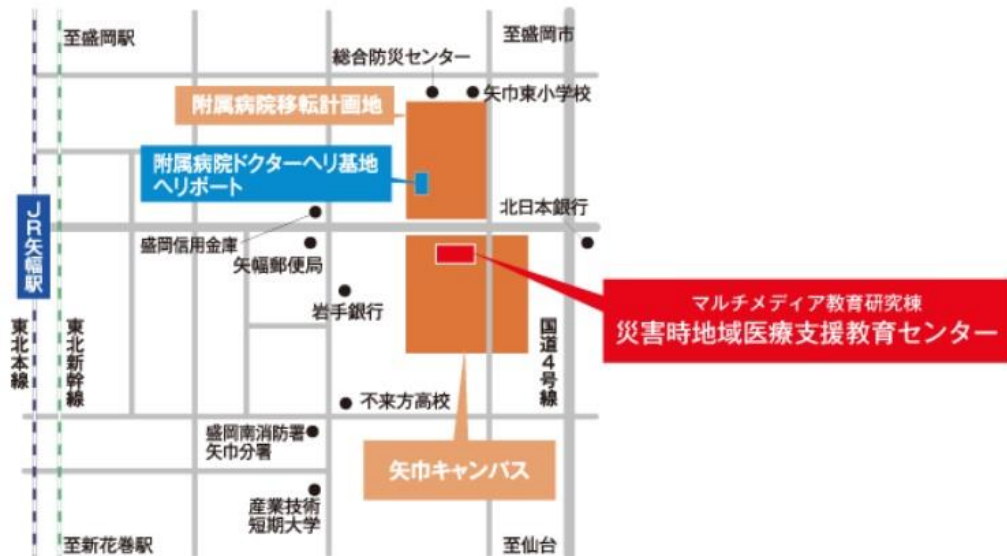 至盛岡駅
至盛岡市
総合防災センター
矢巾東小学校
附属病院移転計画地
附属病院ドクターヘリ基地
ヘリポート
北日本銀行
JR矢幅駅
盛岡信用金庫
矢幅郵便局
岩手銀行
マルチメディア教育研究棟
災害時地域医療支援教育センター
東北本線
東北新幹線
国道4号線
不来方高校
盛岡南消防署
矢巾分署
矢巾キャンパス
産業技術
短期大学
至新花巻駅
至仙台